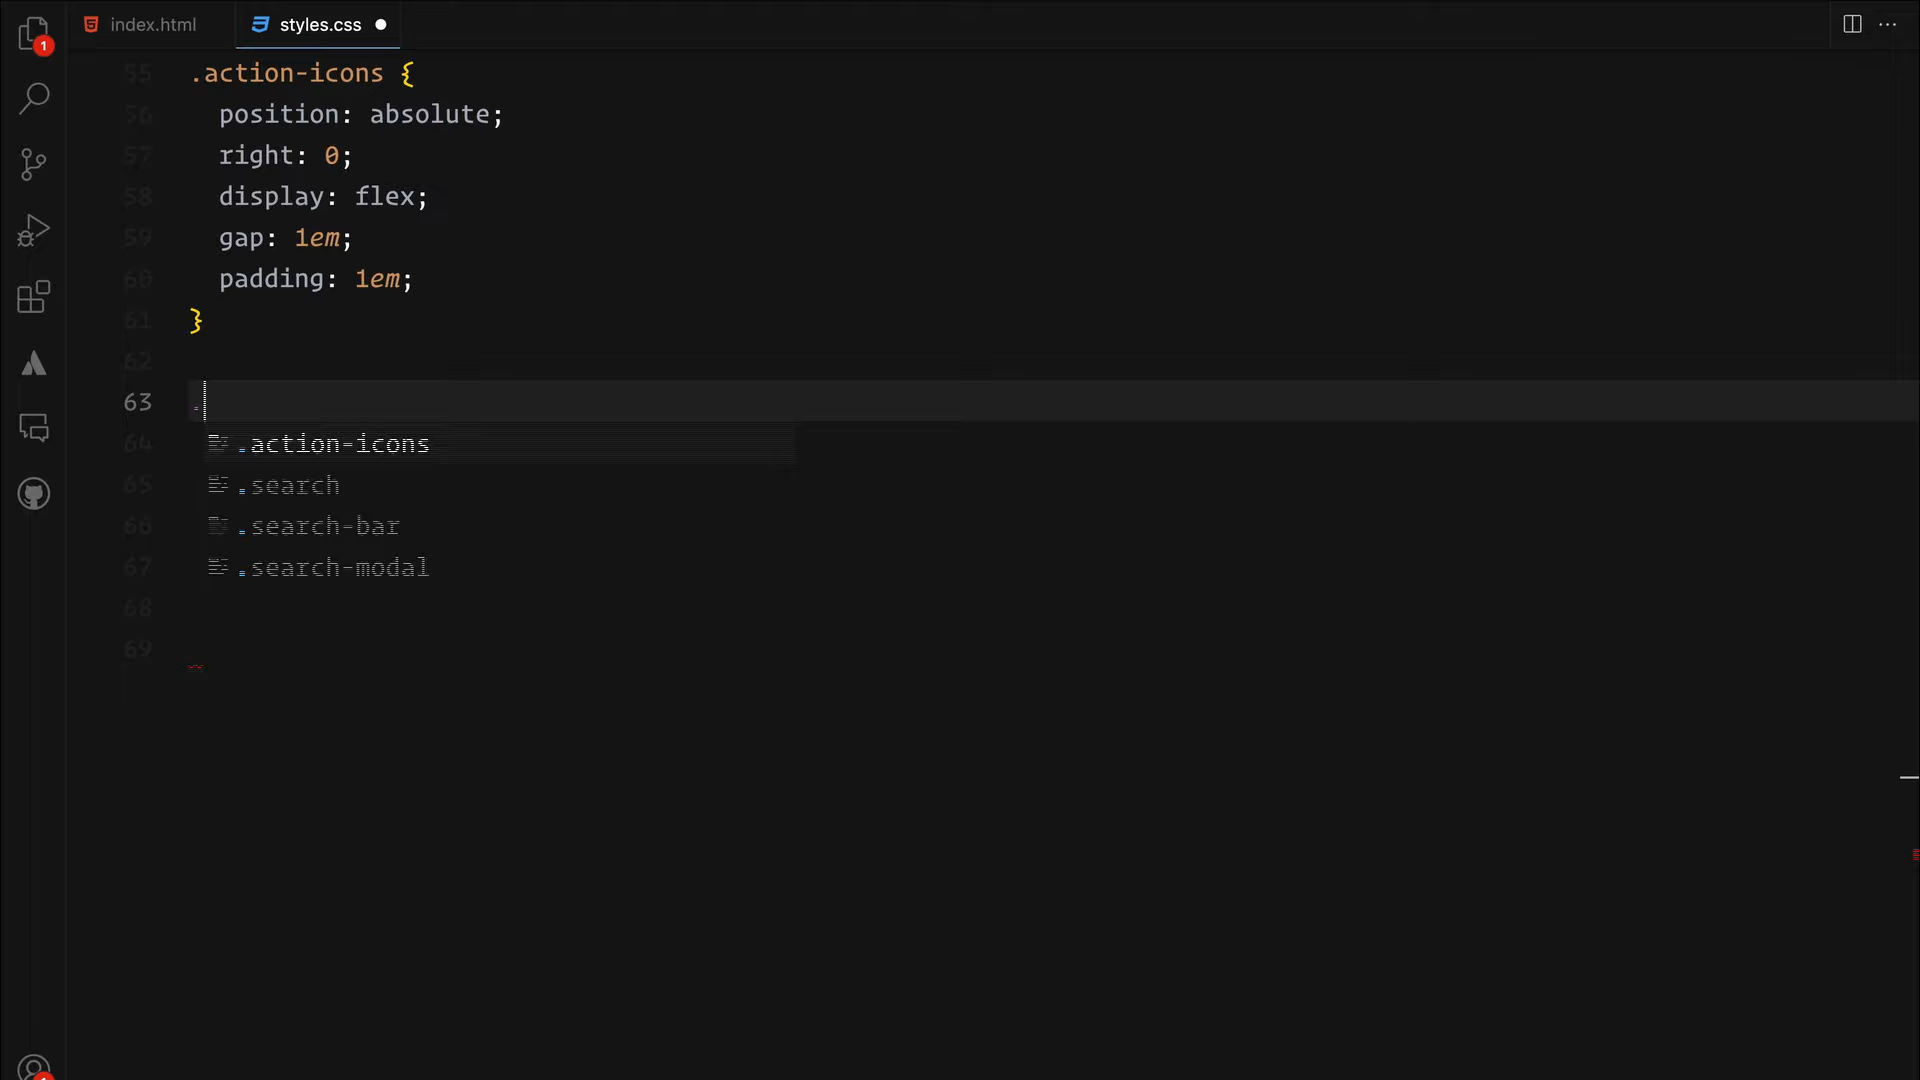 index.html
styles.css
1
55 .action-icons {
56 position: absolute;
57 right: 0;
58 display: flex;
59 gap: 1em;
60 padding: 1em;
61 }
62
63 .
64 .action-icons
65 .search
66 .search-bar
67 .search-modal
68
69